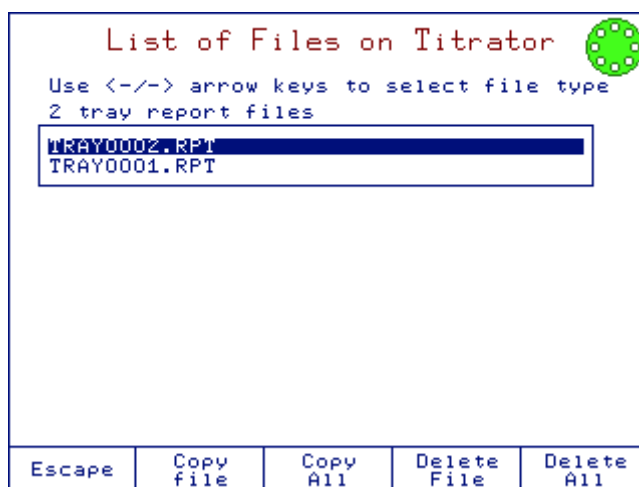 List of Files on Titrator
Use <-/-> arrow keys to select file type
2 tray report files
TRAY0002.RPT
TRAY0001.RPT
Escape
Copy file
Copy All
Delete File
Delete All